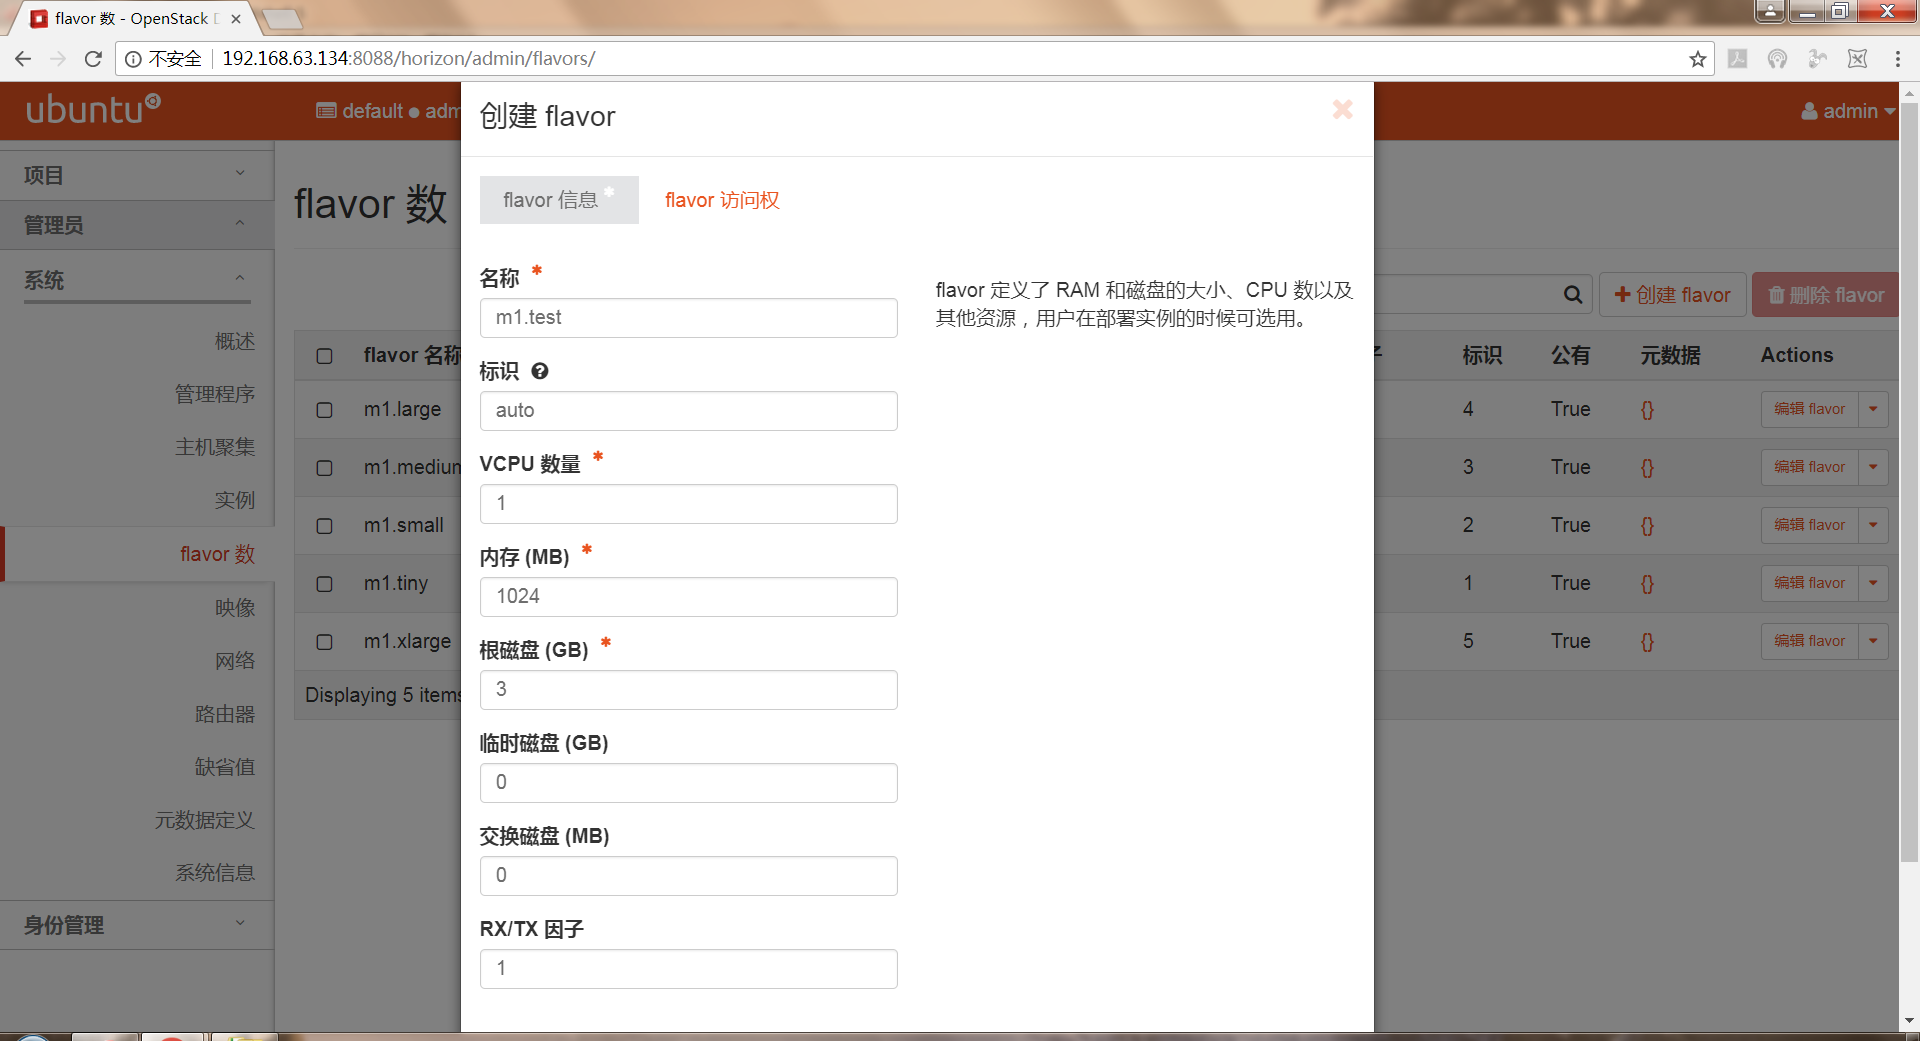 flavor 数 - OpenStack
不安全
192.168.63.134:8088/horizon/admin/flavors/
ubuntu
default
admin
项目
管理员
系统
概述
管理程序
主机聚集
实例
flavor 数
映像
网络
路由器
缺省值
元数据定义
系统信息
身份管理
flavor 数
创建 flavor
删除 flavor
flavor 名称
标识
公有
元数据
Actions
m1.large
4
True
{}
编辑 flavor
m1.medium
3
True
{}
编辑 flavor
m1.small
2
True
{}
编辑 flavor
m1.tiny
1
True
{}
编辑 flavor
m1.xlarge
5
True
{}
编辑 flavor
Displaying 5 items
创建 flavor
flavor 信息 *
flavor 访问权
名称 *
m1.test
标识
auto
VCPU 数量 *
1
内存 (MB) *
1024
根磁盘 (GB) *
3
临时磁盘 (GB)
0
交换磁盘 (MB)
0
RX/TX 因子
1
flavor 定义了 RAM 和磁盘的大小、CPU 数以及
其他资源，用户在部署实例的时候可选用。